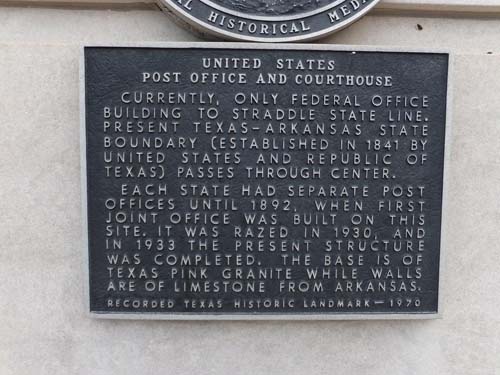 HISTORICAL MED
UNITED STATES
POST OFFICE AND COURTHOUSE
CURRENTLY, ONLY FEDERAL OFFICE
BUILDING TO STRADDLE STATE LINE.
PRESENT TEXAS-ARKANSAS STATE
BOUNDARY (ESTABLISHED IN 1841 BY
UNITED STATES AND REPUBLIC OF
TEXAS) PASSES THROUGH CENTER.
EACH STATE HAD SEPARATE POST
OFFICES UNTIL 1892, WHEN FIRST
JOINT OFFICE WAS BUILT ON THIS
SITE. IT WAS RAZED IN 1930, AND
IN 1933 THE PRESENT STRUCTURE
WAS COMPLETED. THE BASE IS OF
TEXAS PINK GRANITE WHILE WALLS
ARE OF LIMESTONE FROM ARKANSAS.
RECORDED TEXAS HISTORIC LANDMARK-1970